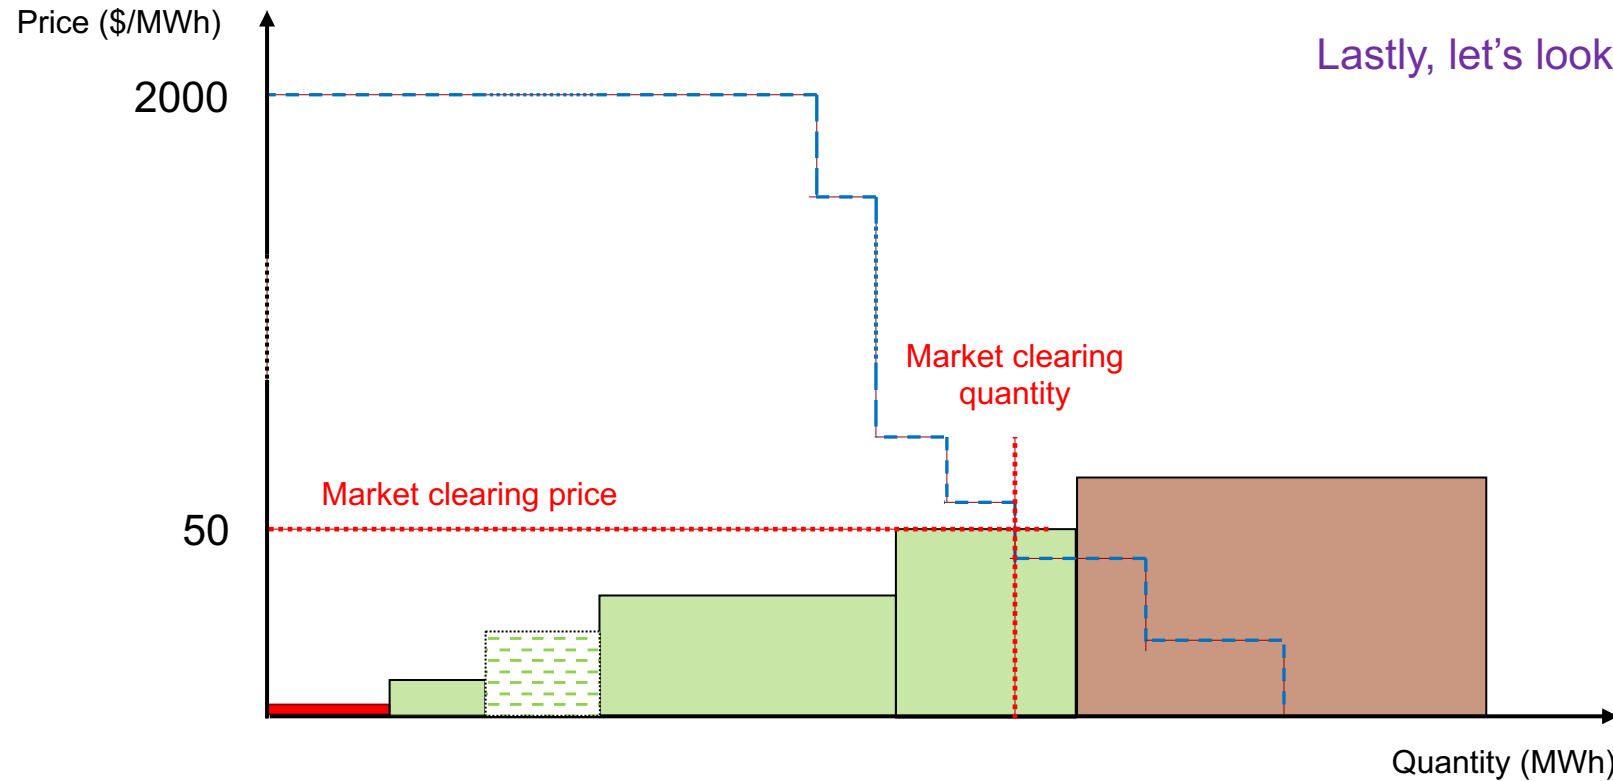 Price ($/MWh)
Lastly, let’s look
2000
Market clearing
quantity
Market clearing price
50
Quantity (MWh)